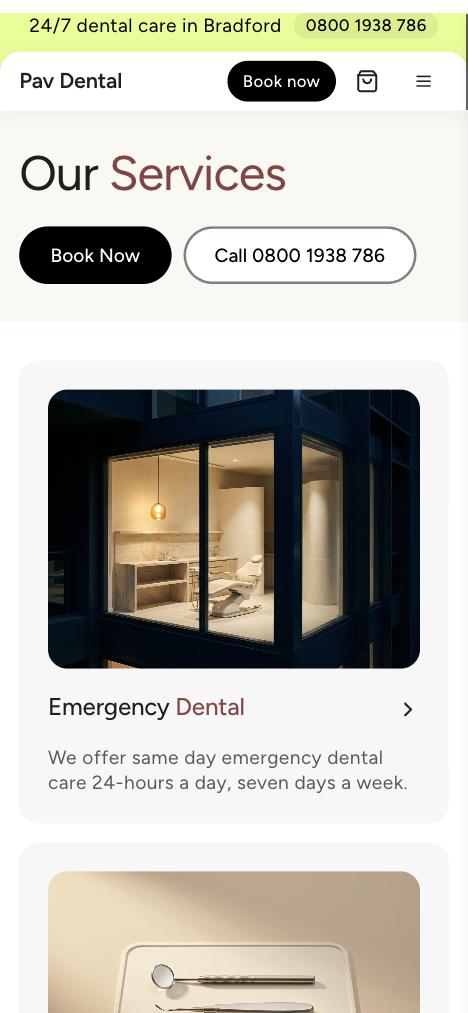 24/7 dental care in Bradford 0800 1938 786
Pav Dental Book now
Our Services
Book Now Call 0800 1938 786
Emergency Dental
We offer same day emergency dental
care 24-hours a day, seven days a week.